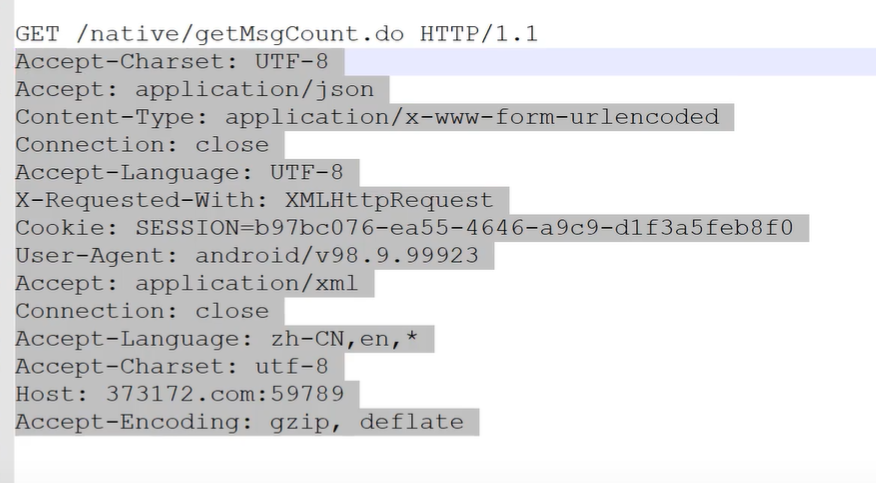 GET /native/getMsgCount.do HTTP/1.1
Accept-Charset: UTF-8
Accept: application/json
Content-Type: application/x-www-form-urlencoded
Connection: close
Accept-Language: UTF-8
X-Requested-With: XMLHttpRequest
Cookie: SESSION=b97bc076-ea55-4646-a9c9-d1f3a5feb8f0
User-Agent: android/v98.9.99923
Accept: application/xml
Connection: close
Accept-Language: zh-CN,en,*
Accept-Charset: utf-8
Host: 373172.com:59789
Accept-Encoding: gzip, deflate